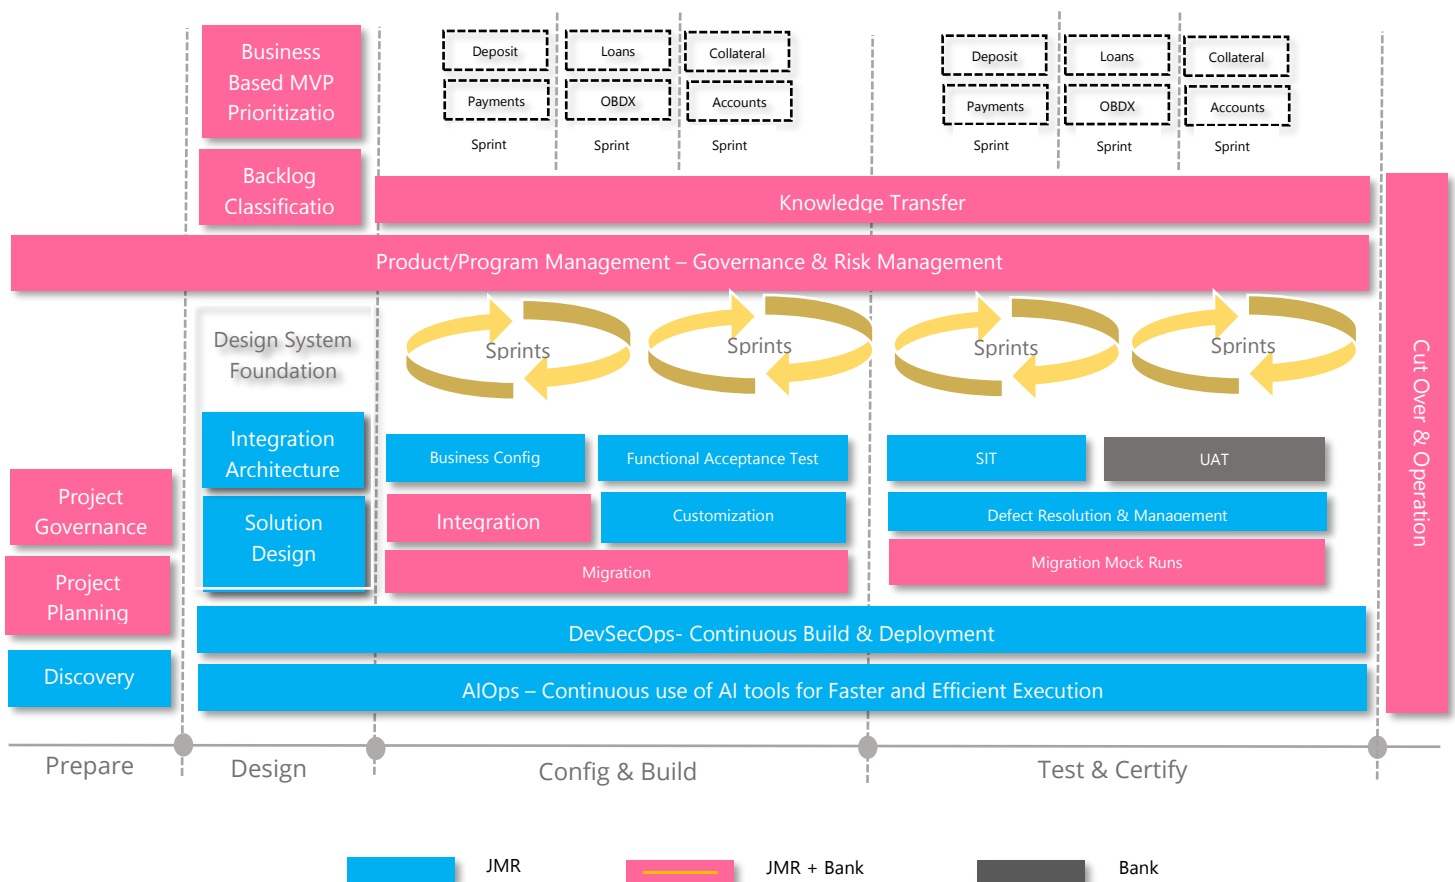 Business
Based MVP
Prioritizatio
Backlog
Classificatio
Deposit
Loans
Collateral
Payments
OBDX
Accounts
Sprint
Sprint
Sprint
Deposit
Loans
Collateral
Payments
OBDX
Accounts
Sprint
Sprint
Sprint
Knowledge Transfer
Product/Program Management – Governance & Risk Management
Design System
Foundation
Sprints
Sprints
Sprints
Sprints
Cut Over & Operation
Integration
Architecture
Business Config
Functional Acceptance Test
SIT
UAT
Project
Governance
Solution
Design
Integration
Customization
Defect Resolution & Management
Migration
Migration Mock Runs
Project
Planning
DevSecOps- Continuous Build & Deployment
Discovery
AIOps – Continuous use of AI tools for Faster and Efficient Execution
Prepare
Design
Config & Build
Test & Certify
JMR
JMR + Bank
Bank